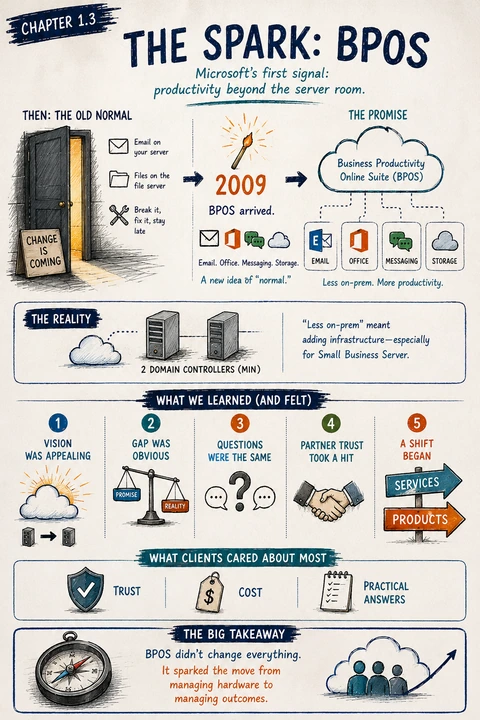 CHAPTER 1.3
THE SPARK: BPOS
Microsoft's first signal:
productivity beyond the server room.
THEN: THE OLD NORMAL
CHANGE
IS
COMING
Email on
your server
Files on the
file server
Break it,
fix it, stay
late
2009
BPOS arrived.
Email. Office. Messaging. Storage.
A new idea of "normal."
THE PROMISE
Business Productivity
Online Suite (BPOS)
E
EMAIL
OFFICE
MESSAGING
STORAGE
Less on-prem. More productivity.
THE REALITY
2 DOMAIN CONTROLLERS (MIN)
"Less on-prem" meant
adding infrastructure—especially
for Small Business Server.
WHAT WE LEARNED (AND FELT)
1
VISION
WAS APPEALING
2
GAP WAS
OBVIOUS
PROMISE
REALITY
3
QUESTIONS
WERE THE SAME
?
4
PARTNER TRUST
TOOK A HIT
5
A SHIFT
BEGAN
SERVICES
PRODUCTS
WHAT CLIENTS CARED ABOUT MOST
TRUST
$
COST
PRACTICAL
ANSWERS
THE BIG TAKEAWAY
BPOS didn't change everything.
It sparked the move from
managing hardware to
managing outcomes.